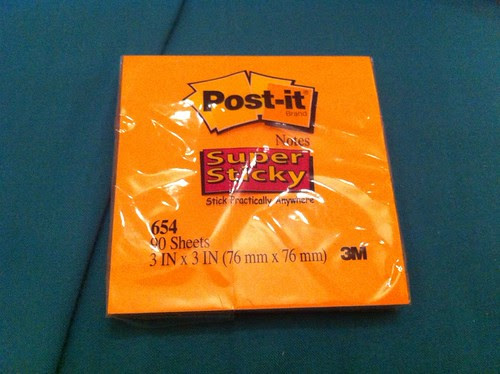 Post-it
Brand
Notes
Super
Sticky
Stick Practically Anywhere
654
90 Sheets
3 IN x 3 IN (76 mm x 76 mm)
3M